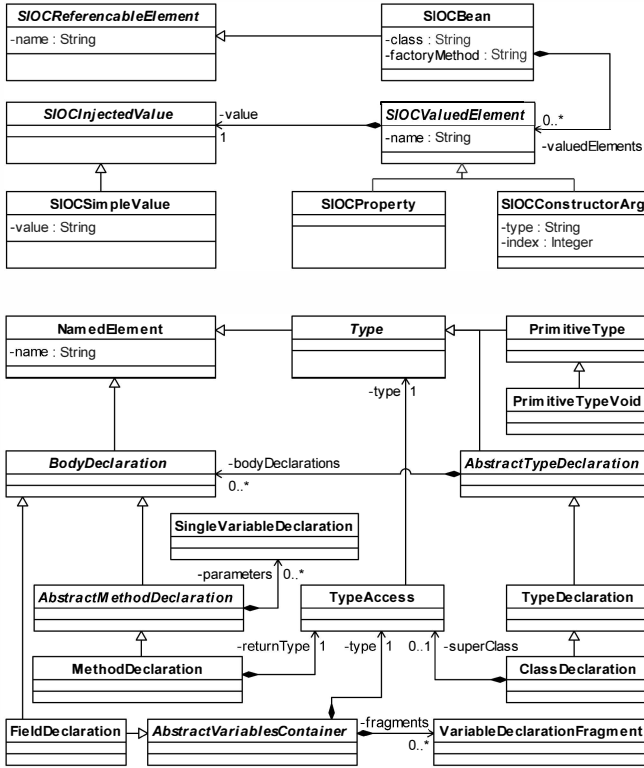 SIOCReferencableElement
-name : String
SIOCBean
-class : String
-factoryMethod : String
SIOCInjectedValue
-value
1
SIOCValuedElement
-name : String
0..*
-valuedElements
SIOCSimpleValue
-value : String
SIOCProperty
SIOCConstructorArg
-type : String
-index : Integer
NamedElement
-name : String
Type
PrimitiveType
-type 1
PrimitiveTypeVoid
BodyDeclaration
-bodyDeclarations
0..*
AbstractTypeDeclaration
SingleVariableDeclaration
-parameters 0..*
AbstractMethodDeclaration
TypeAccess
TypeDeclaration
-returnType 1
-type 1
0..1 -superClass
MethodDeclaration
ClassDeclaration
FieldDeclaration
AbstractVariablesContainer
-fragments
0..*
VariableDeclarationFragment